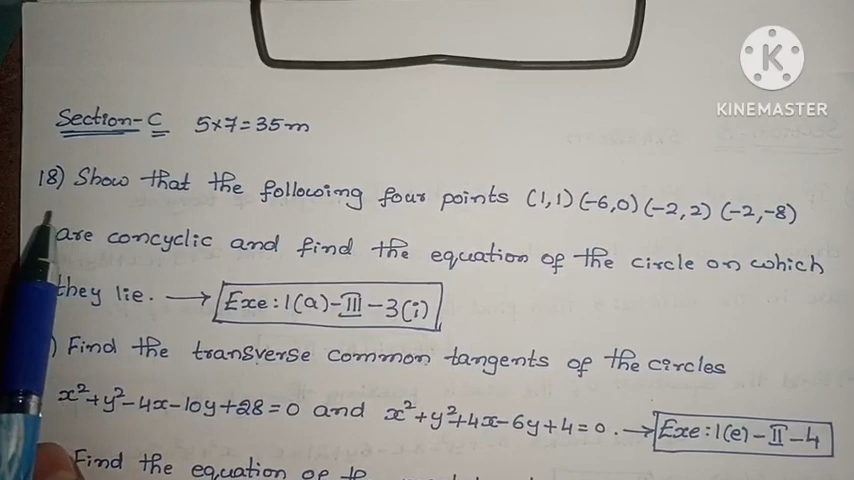 KINEMASTER
Section-C 5×7=35m
18) Show that the following four points (1,1) (-6,0) (-2,2) (-2,-8)
are concyclic and find the equation of the circle on which
they lie. → Exe: 1(a)-II-3(i)
) Find the transverse common tangents of the circles
x²+y²-4x-10y+28=0 and x²+y²+4x-6y+4=0. → Exe: 1(e)-II-4
Find the equation of